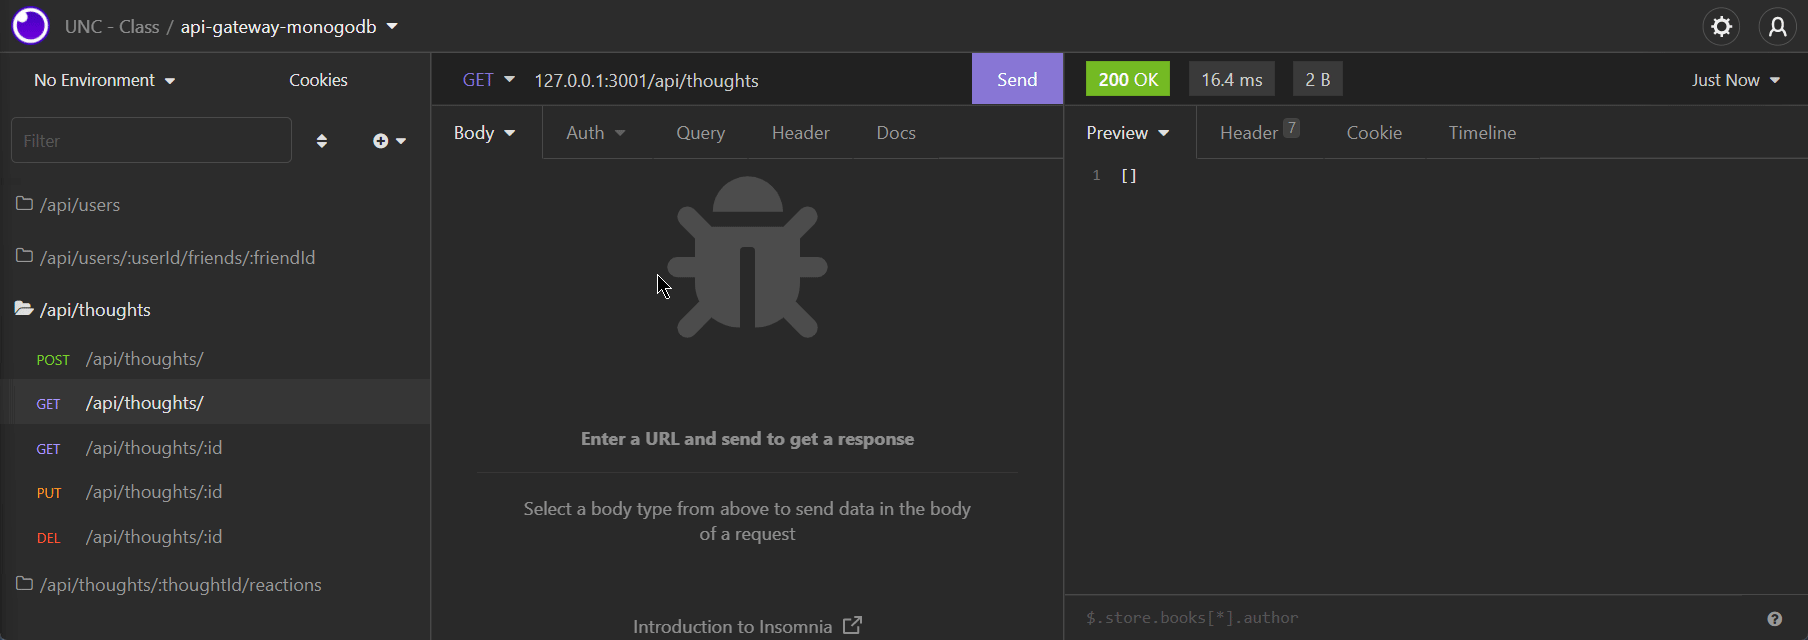 UNC - Class / api-gateway-monogodb
No Environment
Cookies
Filter
/api/users
/api/users/:userId/friends/:friendId
/api/thoughts
POST /api/thoughts/
GET /api/thoughts/
GET /api/thoughts/:id
PUT /api/thoughts/:id
DEL /api/thoughts/:id
/api/thoughts/:thoughtId/reactions
GET 127.0.0.1:3001/api/thoughts Send
Body Auth Query Header Docs
Enter a URL and send to get a response
Select a body type from above to send data in the body
of a request
Introduction to Insomnia
200 OK 16.4 ms 2 B Just Now
Preview Header 7 Cookie Timeline
1 []
$.store.books[*].author
?